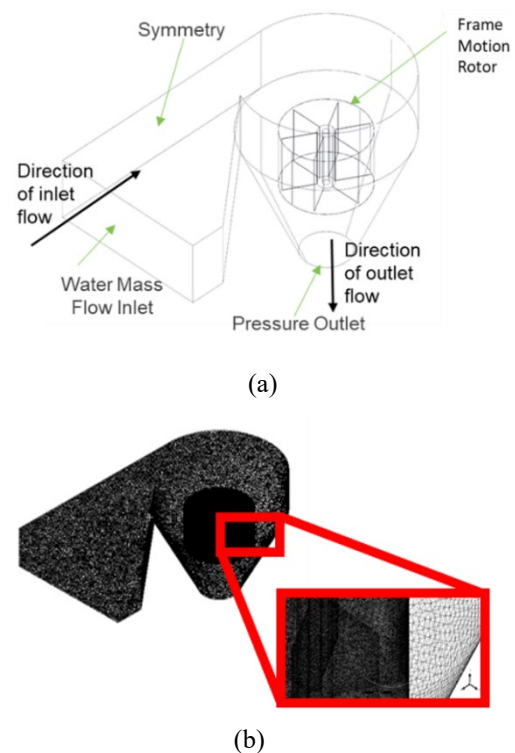 (a)
Symmetry
Frame
Motion
Rotor
Direction
of inlet
flow
Water Mass
Flow Inlet
Direction
of outlet
flow
Pressure Outlet
(a)
(b)